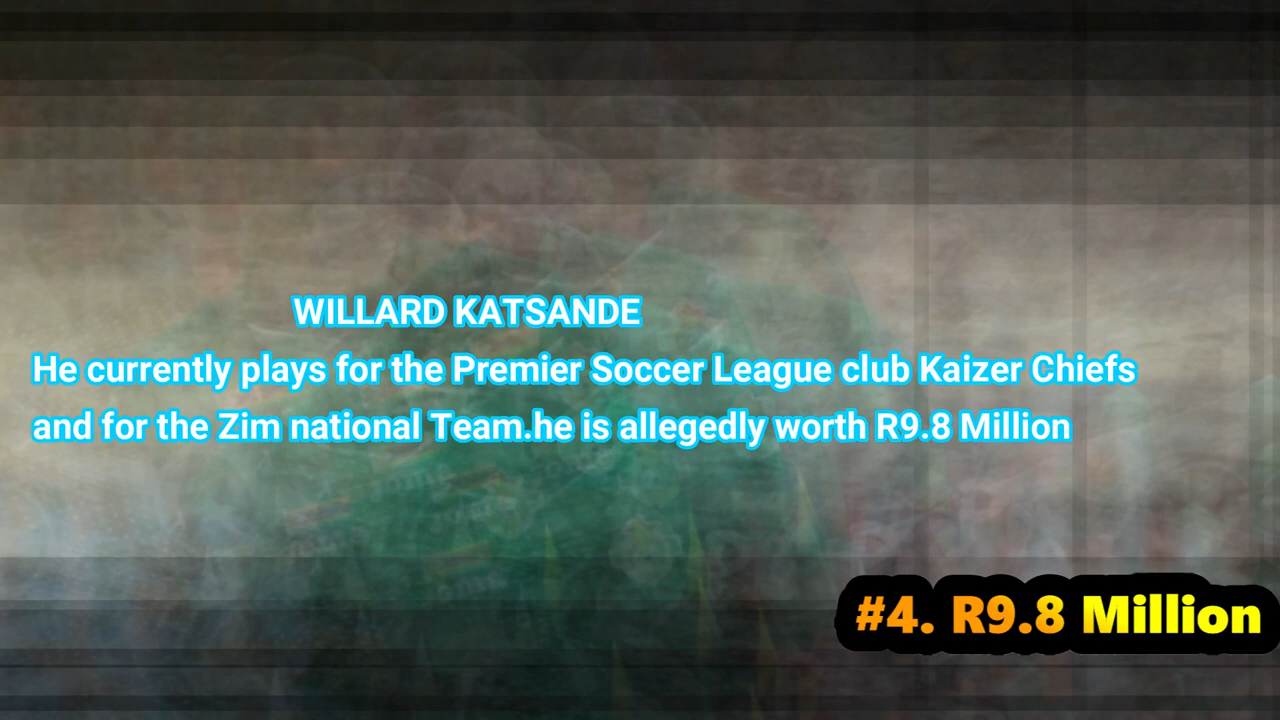 WILLARD KATSANDE
He currently plays for the Premier Soccer League club Kaizer Chiefs
and for the Zim national Team.he is allegedly worth R9.8 Million
#4. R9.8 Million